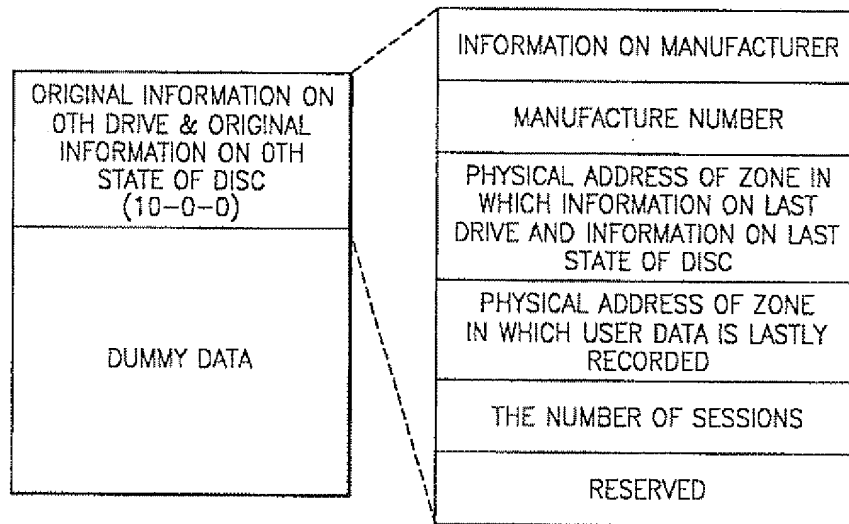 ORIGINAL INFORMATION ON
0TH DRIVE & ORIGINAL
INFORMATION ON 0TH
STATE OF DISC
(10-0-0)
DUMMY DATA
INFORMATION ON MANUFACTURER
MANUFACTURE NUMBER
PHYSICAL ADDRESS OF ZONE IN
WHICH INFORMATION ON LAST
DRIVE AND INFORMATION ON LAST
STATE OF DISC
PHYSICAL ADDRESS OF ZONE
IN WHICH USER DATA IS LASTLY
RECORDED
THE NUMBER OF SESSIONS
RESERVED